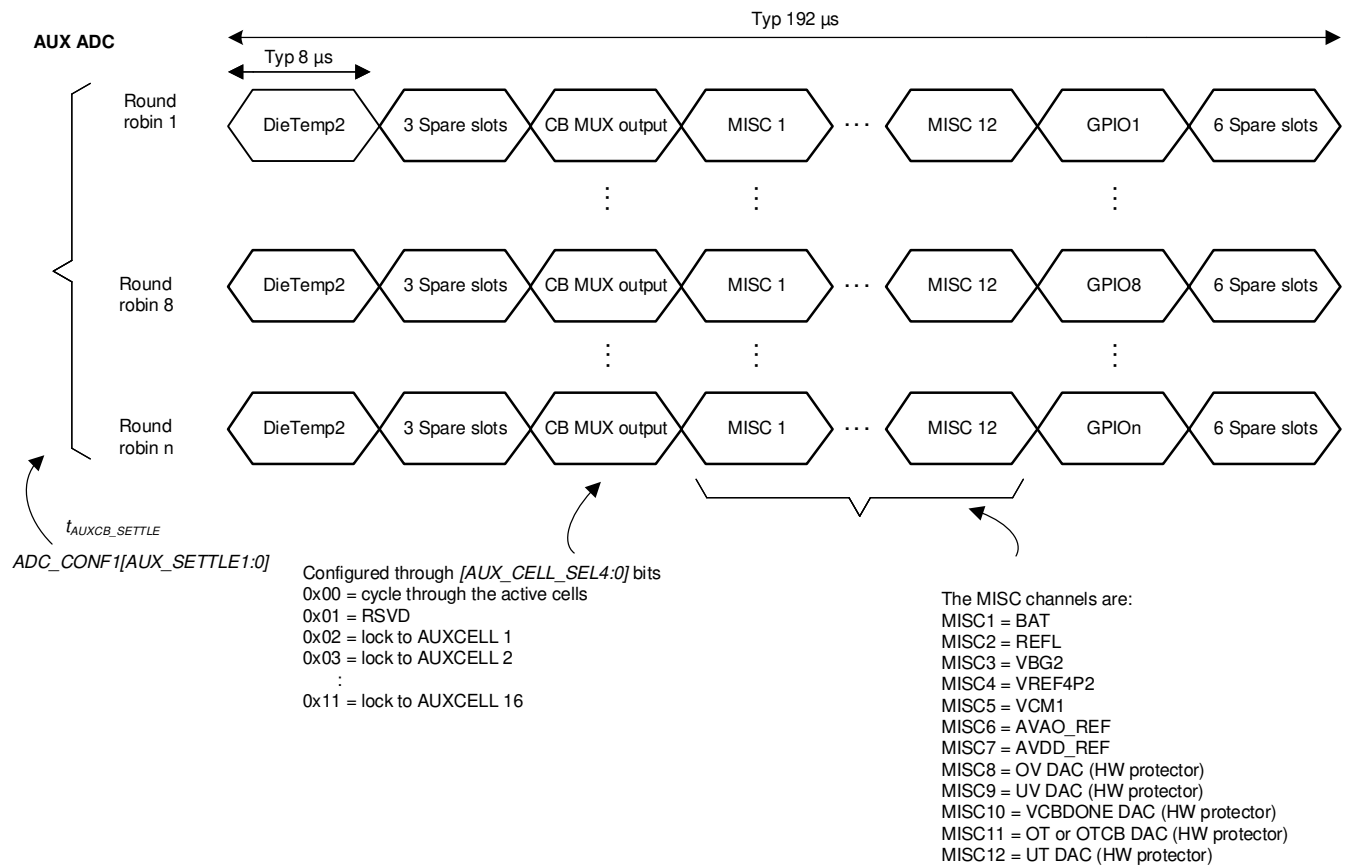 Typ 192 µs
AUX ADC
Typ 8 µs
Round
robin 1
DieTemp2
3 Spare slots
CB MUX output
MISC 1
. . .
MISC 12
GPIO1
6 Spare slots
Round
robin 8
DieTemp2
3 Spare slots
CB MUX output
MISC 1
. . .
MISC 12
GPIO8
6 Spare slots
Round
robin n
DieTemp2
3 Spare slots
CB MUX output
MISC 1
. . .
MISC 12
GPIOn
6 Spare slots
tAUXCB_SETTLE
ADC_CONF1[AUX_SETTLE1:0]
Configured through [AUX_CELL_SEL4:0] bits
0x00 = cycle through the active cells
0x01 = RSVD
0x02 = lock to AUXCELL 1
0x03 = lock to AUXCELL 2
:
0x11 = lock to AUXCELL 16
The MISC channels are:
MISC1 = BAT
MISC2 = REFL
MISC3 = VBG2
MISC4 = VREF4P2
MISC5 = VCM1
MISC6 = AVAO_REF
MISC7 = AVDD_REF
MISC8 = OV DAC (HW protector)
MISC9 = UV DAC (HW protector)
MISC10 = VCBDONE DAC (HW protector)
MISC11 = OT or OTCB DAC (HW protector)
MISC12 = UT DAC (HW protector)